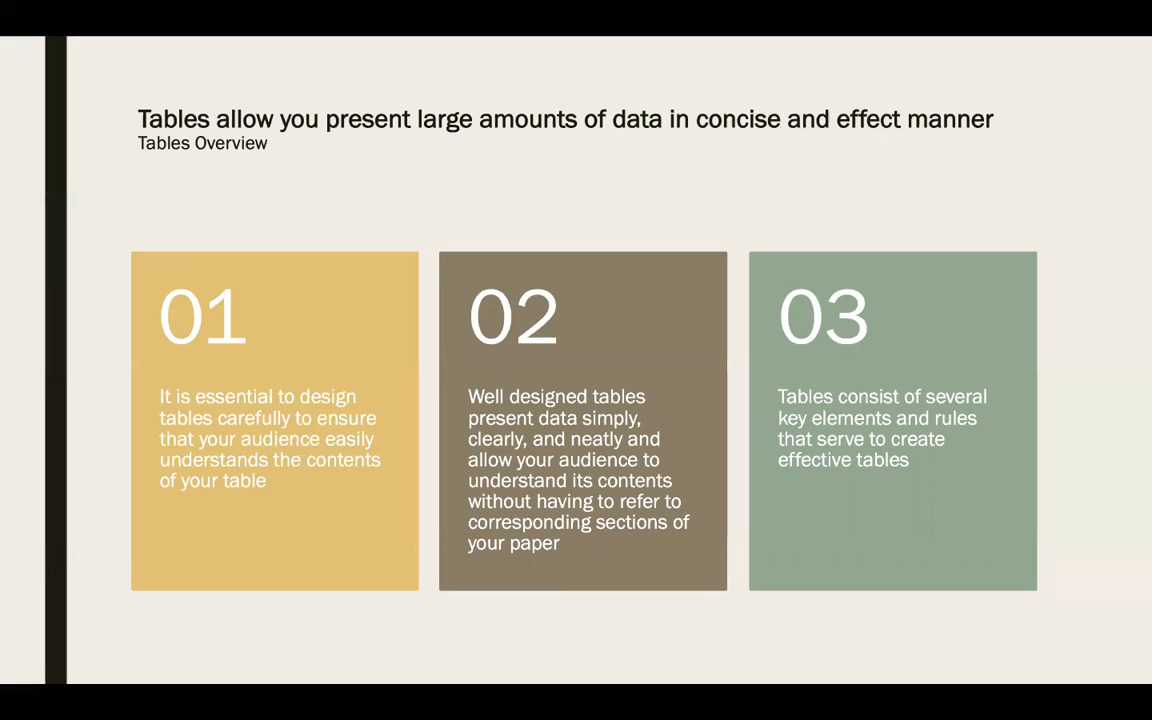 Tables allow you present large amounts of data in concise and effect manner
Tables Overview
01
It is essential to design
tables carefully to ensure
that your audience easily
understands the contents
of your table
02
Well designed tables
present data simply,
clearly, and neatly and
allow your audience to
understand its contents
without having to refer to
corresponding sections of
your paper
03
Tables consist of several
key elements and rules
that serve to create
effective tables